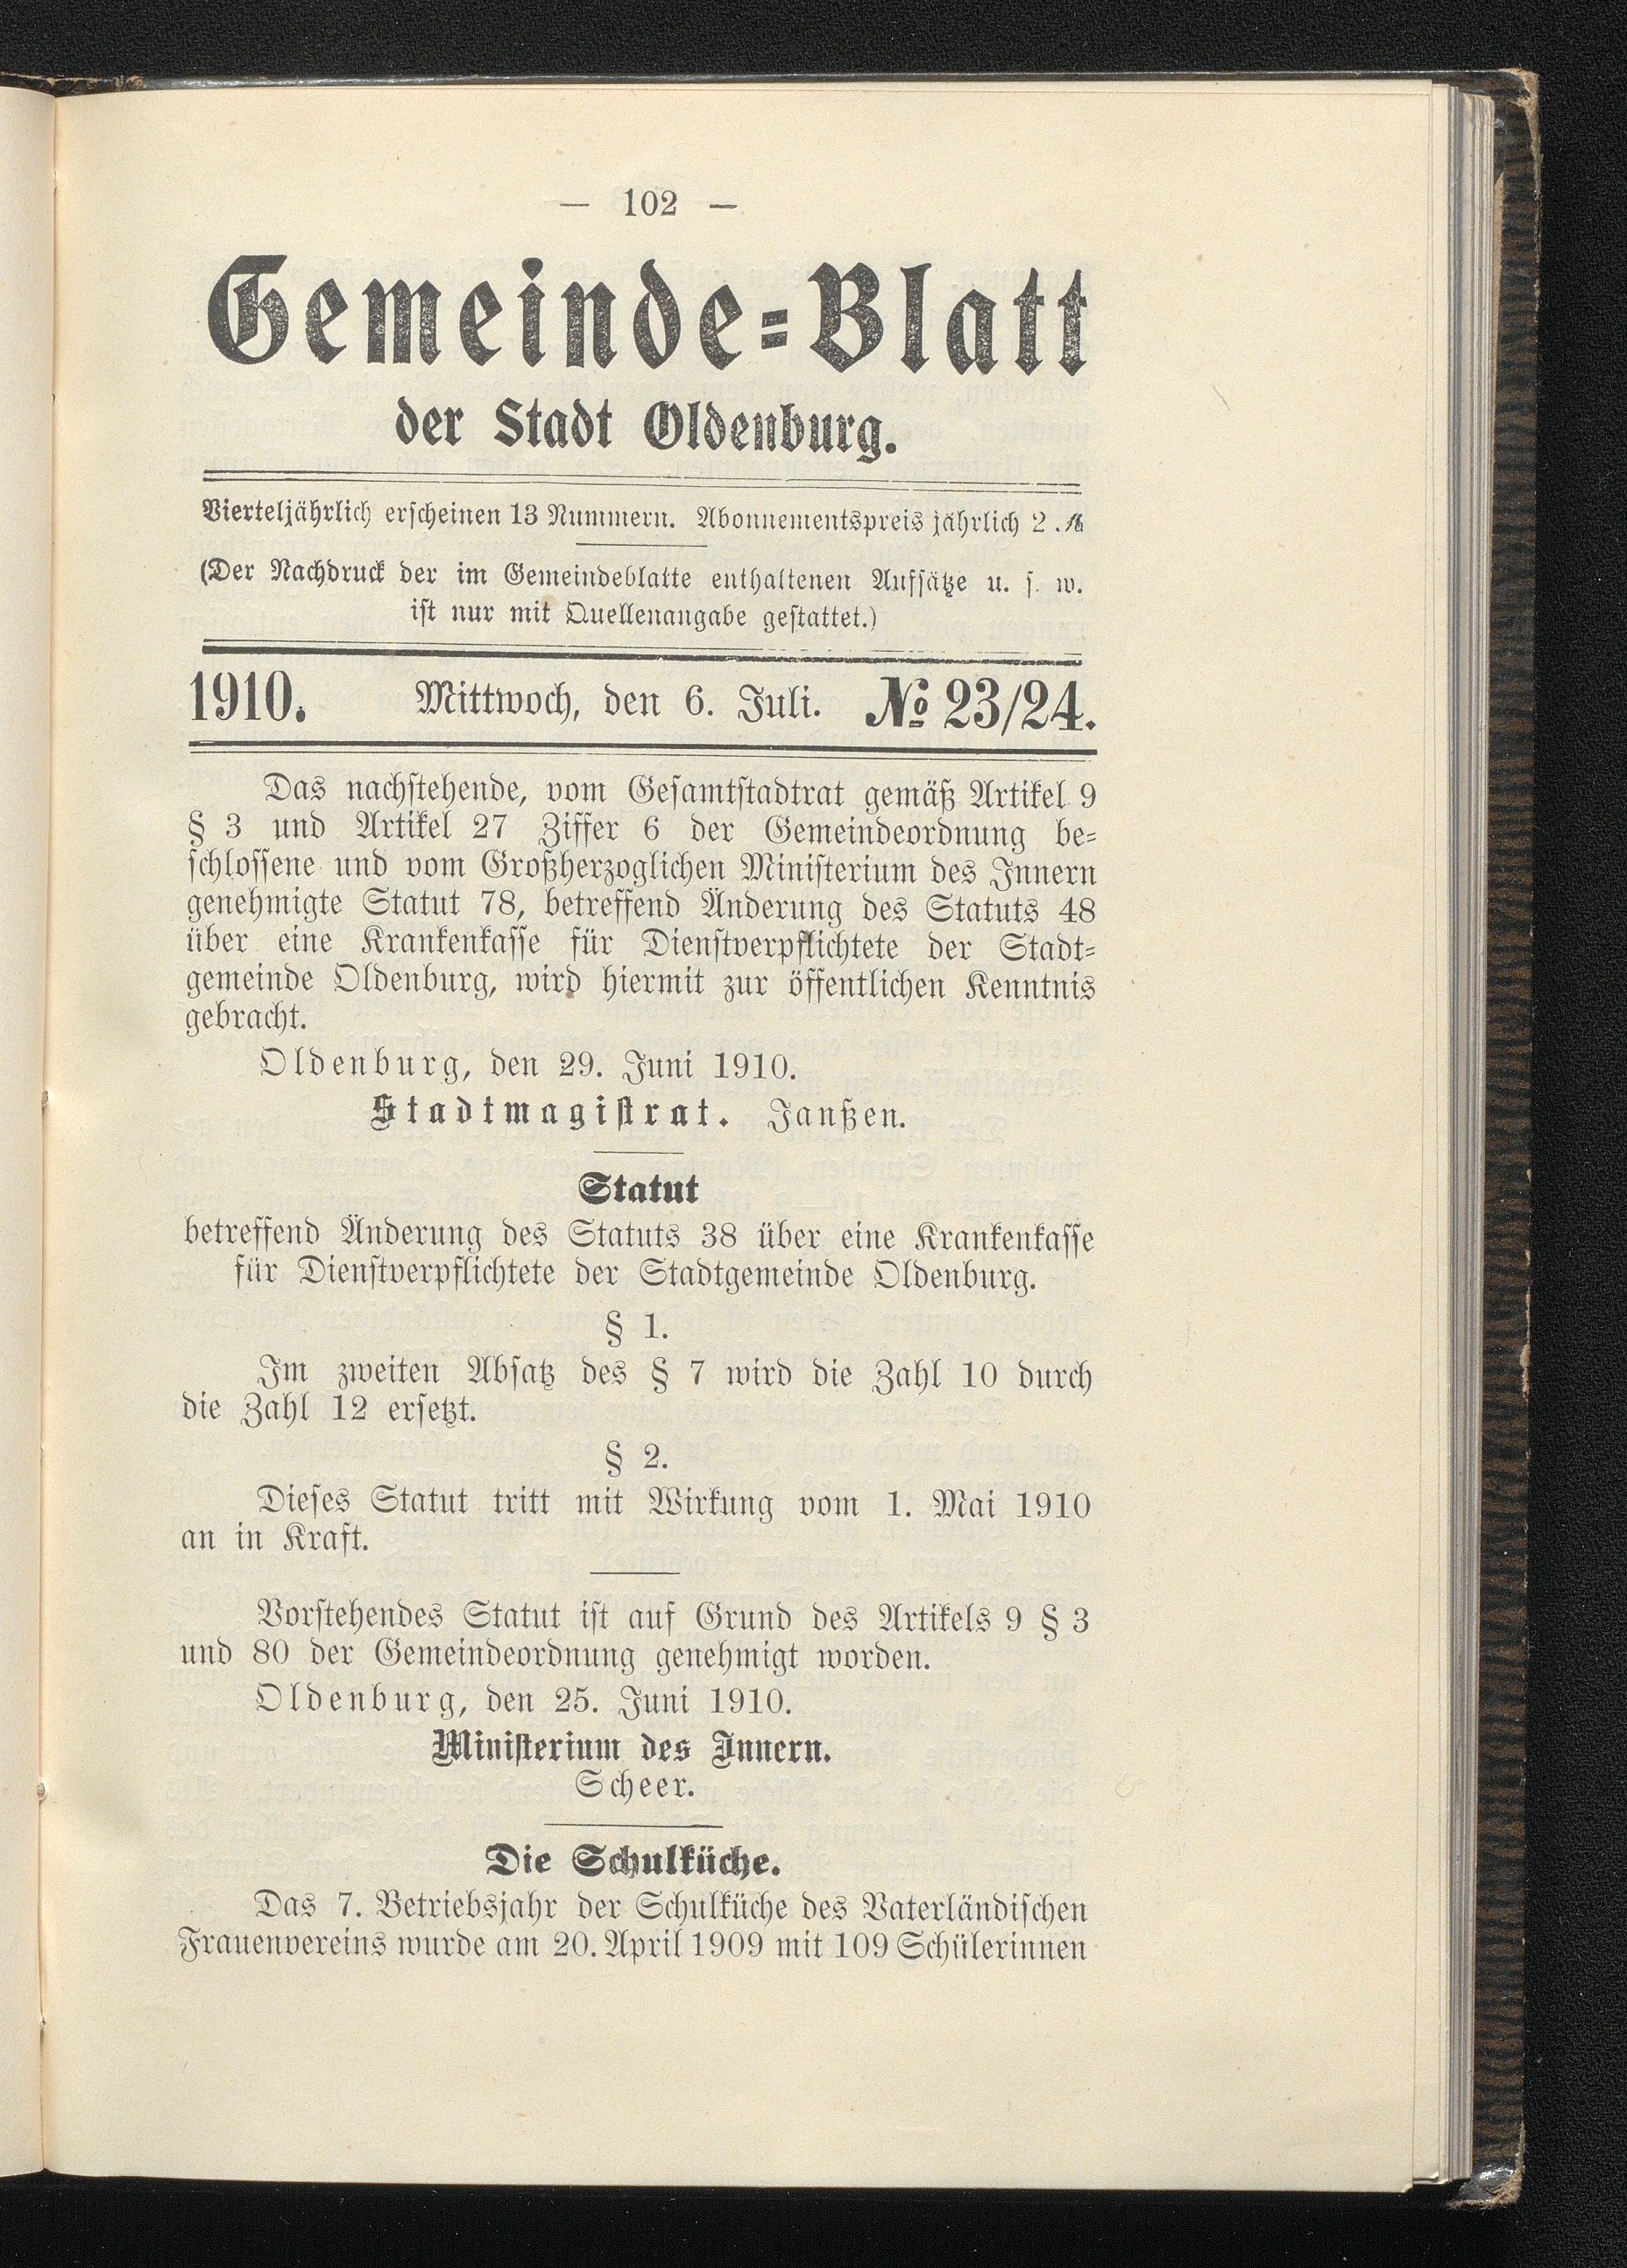 — 102 —
Gemeinde=Blatt
der Stadt Oldenburg.
Vierteljährlich erscheinen 13 Nummern. Abonnementspreis jährlich 2 ℳ
(Der Nachdruck der im Gemeindeblatte enthaltenen Aufsätze u. s. w.
ist nur mit Quellenangabe gestattet.)
1910. Mittwoch, den 6. Juli. № 23/24.
Das nachstehende, vom Gesamtstadtrat gemäß Artikel 9
§ 3 und Artikel 27 Ziffer 6 der Gemeindeordnung be=
schlossene und vom Großherzoglichen Ministerium des Innern
genehmigte Statut 78, betreffend Änderung des Statuts 48
über eine Krankenkasse für Dienstverpflichtete der Stadt=
gemeinde Oldenburg, wird hiermit zur öffentlichen Kenntnis
gebracht.
Oldenburg, den 29. Juni 1910.
Stadtmagistrat. Janßen.
Statut
betreffend Änderung des Statuts 38 über eine Krankenkasse
für Dienstverpflichtete der Stadtgemeinde Oldenburg.
§ 1.
Im zweiten Absatz des § 7 wird die Zahl 10 durch
die Zahl 12 ersetzt.
§ 2.
Dieses Statut tritt mit Wirkung vom 1. Mai 1910
an in Kraft.
Vorstehendes Statut ist auf Grund des Artikels 9 § 3
und 80 der Gemeindeordnung genehmigt worden.
Oldenburg, den 25. Juni 1910.
Ministerium des Innern.
Scheer.
Die Schulküche.
Das 7. Betriebsjahr der Schulküche des Vaterländischen
Frauenvereins wurde am 20. April 1909 mit 109 Schülerinnen